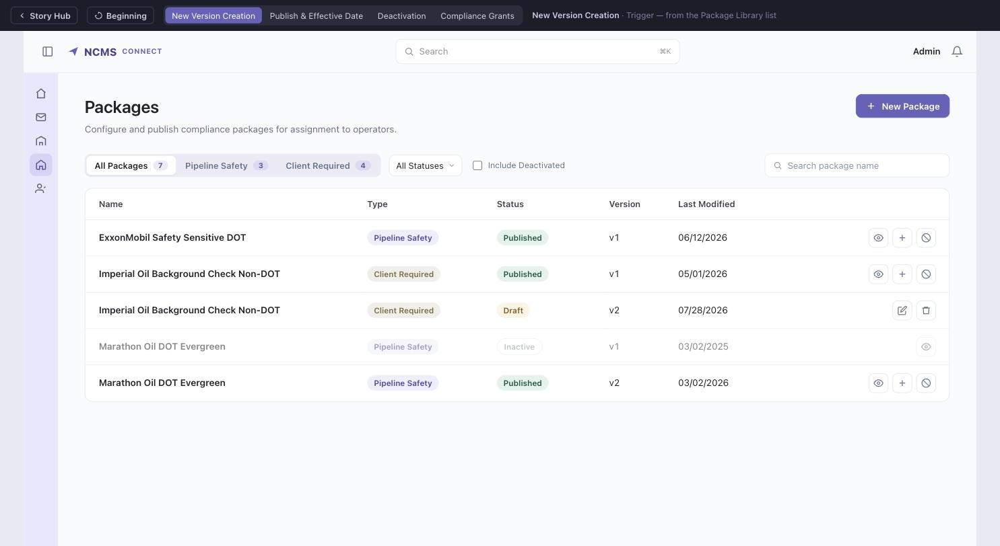 Story Hub
Beginning
New Version Creation
Publish & Effective Date
Deactivation
Compliance Grants
New Version Creation · Trigger — from the Package Library list
NCMS CONNECT
Search
⌘K
Admin
Packages
New Package
Configure and publish compliance packages for assignment to operators.
All Packages 7
Pipeline Safety 3
Client Required 4
All Statuses
Include Deactivated
Search package name
Name Type Status Version Last Modified
ExxonMobil Safety Sensitive DOT Pipeline Safety Published v1 06/12/2026
Imperial Oil Background Check Non-DOT Client Required Published v1 05/01/2026
Imperial Oil Background Check Non-DOT Client Required Draft v2 07/28/2026
Marathon Oil DOT Evergreen Pipeline Safety Inactive v1 03/02/2025
Marathon Oil DOT Evergreen Pipeline Safety Published v2 03/02/2026